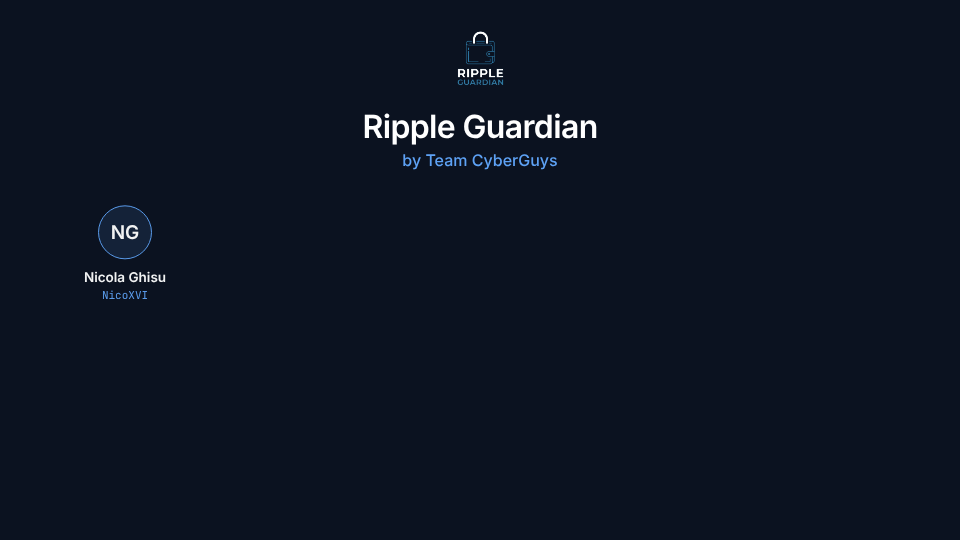 RIPPLE
GUARDIAN
Ripple Guardian
by Team CyberGuys
NG
Nicola Ghisu
NicoXVI